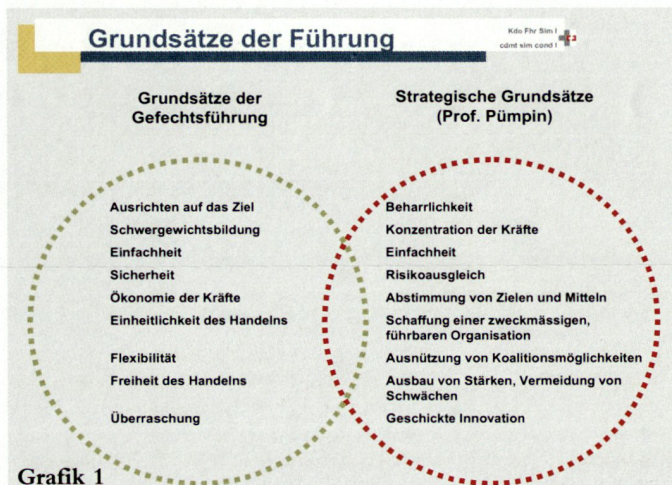 Grundsätze der Führung
Kdo Fhr Sim I
cdmt sim cond I
Grundsätze der
Gefechtsführung
Ausrichten auf das Ziel
Schwergewichtsbildung
Einfachheit
Sicherheit
Ökonomie der Kräfte
Einheitlichkeit des Handelns
Flexibilität
Freiheit des Handelns
Überraschung
Strategische Grundsätze
(Prof. Pümpin)
Beharrlichkeit
Konzentration der Kräfte
Einfachheit
Risikoausgleich
Abstimmung von Zielen und Mitteln
Schaffung einer zweckmässigen,
führbaren Organisation
Ausnützung von Koalitionsmöglichkeiten
Ausbau von Stärken, Vermeidung von
Schwächen
Geschickte Innovation
Grafik 1